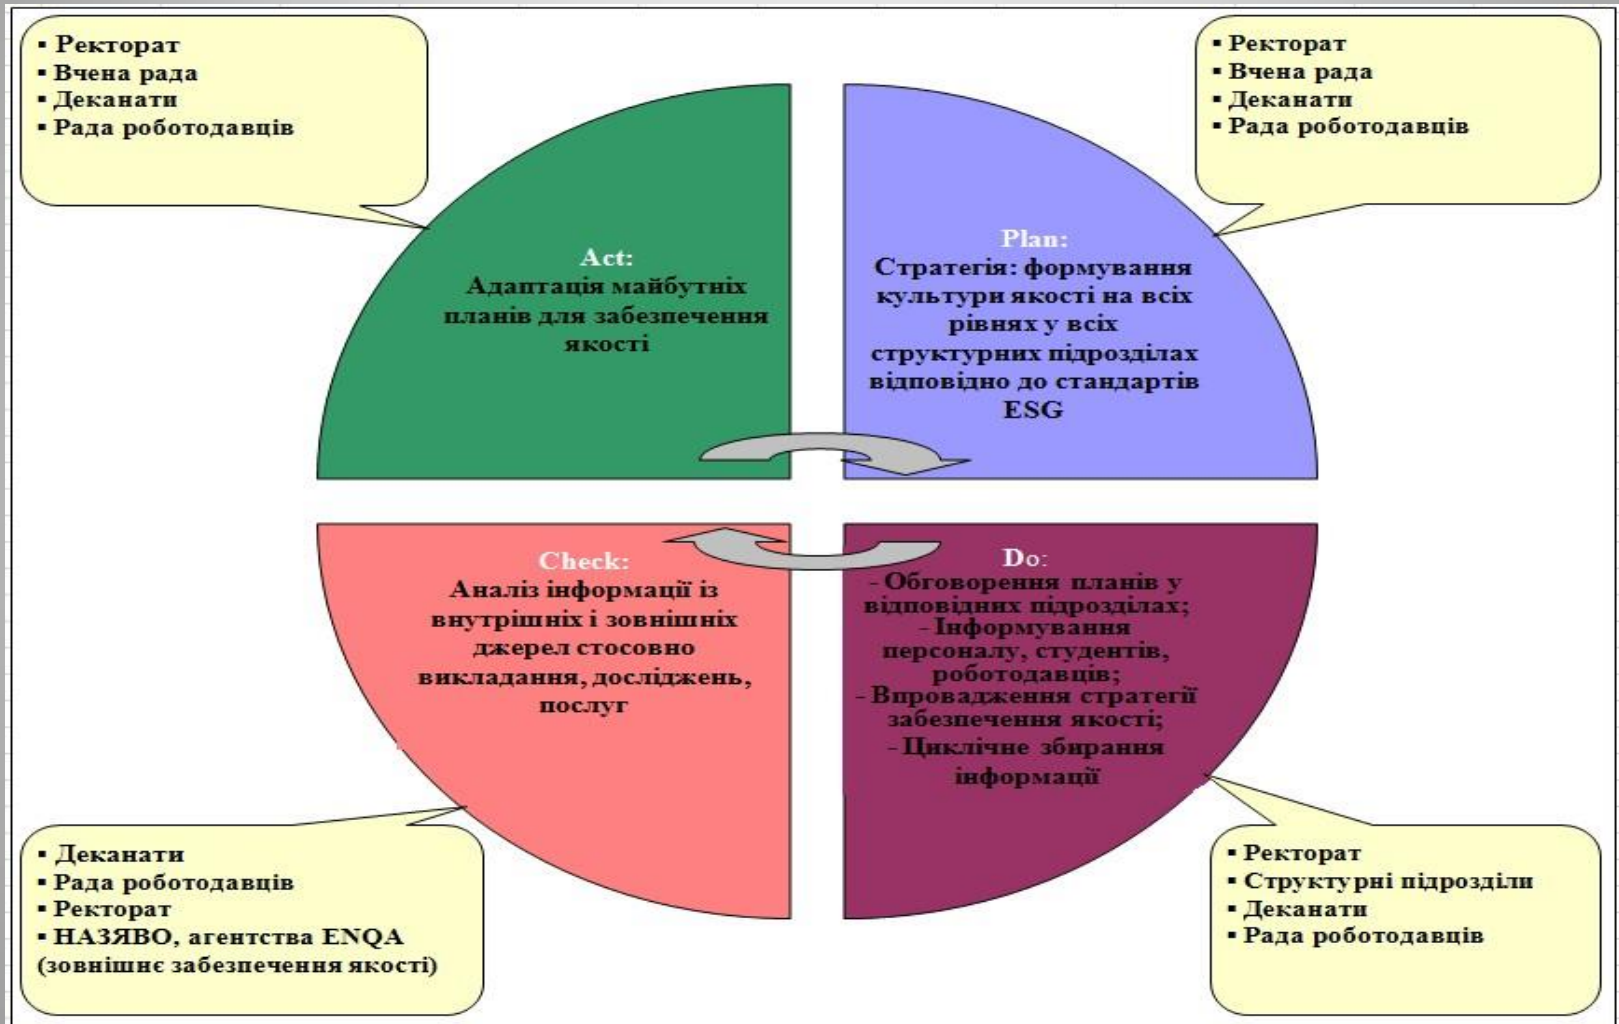 ▪ Ректорат
▪ Вчена рада
▪ Деканати
▪ Рада роботодавців
▪ Ректорат
▪ Вчена рада
▪ Деканати
▪ Рада роботодавців
Act:
Адаптація майбутніх
планів для забезпечення
якості
Plan:
Стратегія: формування
культури якості на всіх
рівнях у всіх
структурних підрозділах
відповідно до стандартів
ESG
Check:
Аналіз інформації із
внутрішніх і зовнішніх
джерел стосовно
викладання, досліджень,
послуг
Do:
- Обговорення планів у
відповідних підрозділах;
- Інформування
персоналу, студентів,
роботодавців;
- Впровадження стратегії
забезпечення якості;
- Циклічне збирання
інформації
▪ Деканати
▪ Рада роботодавців
▪ Ректорат
▪ НАЗЯВО, агентства ENQA
(зовнішнє забезпечення якості)
▪ Ректорат
▪ Структурні підрозділи
▪ Деканати
▪ Рада роботодавців